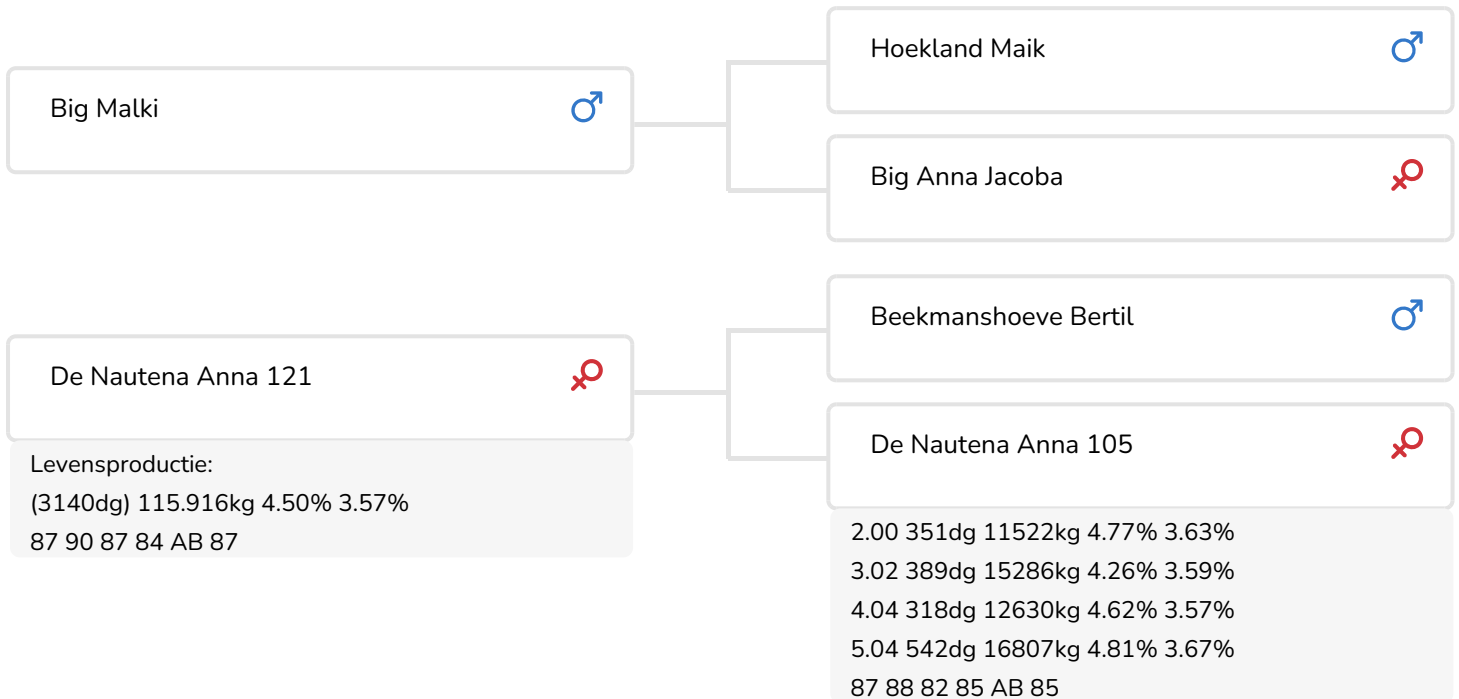 Big Malki
Hoekland Maik
Big Anna Jacoba
De Nautena Anna 121
Levensproductie:
(3140dg) 115.916kg 4.50% 3.57%
87 90 87 84 AB 87
Beekmanshoeve Bertil
De Nautena Anna 105
2.00 351dg 11522kg 4.77% 3.63%
3.02 389dg 15286kg 4.26% 3.59%
4.04 318dg 12630kg 4.62% 3.57%
5.04 542dg 16807kg 4.81% 3.67%
87 88 82 85 AB 85